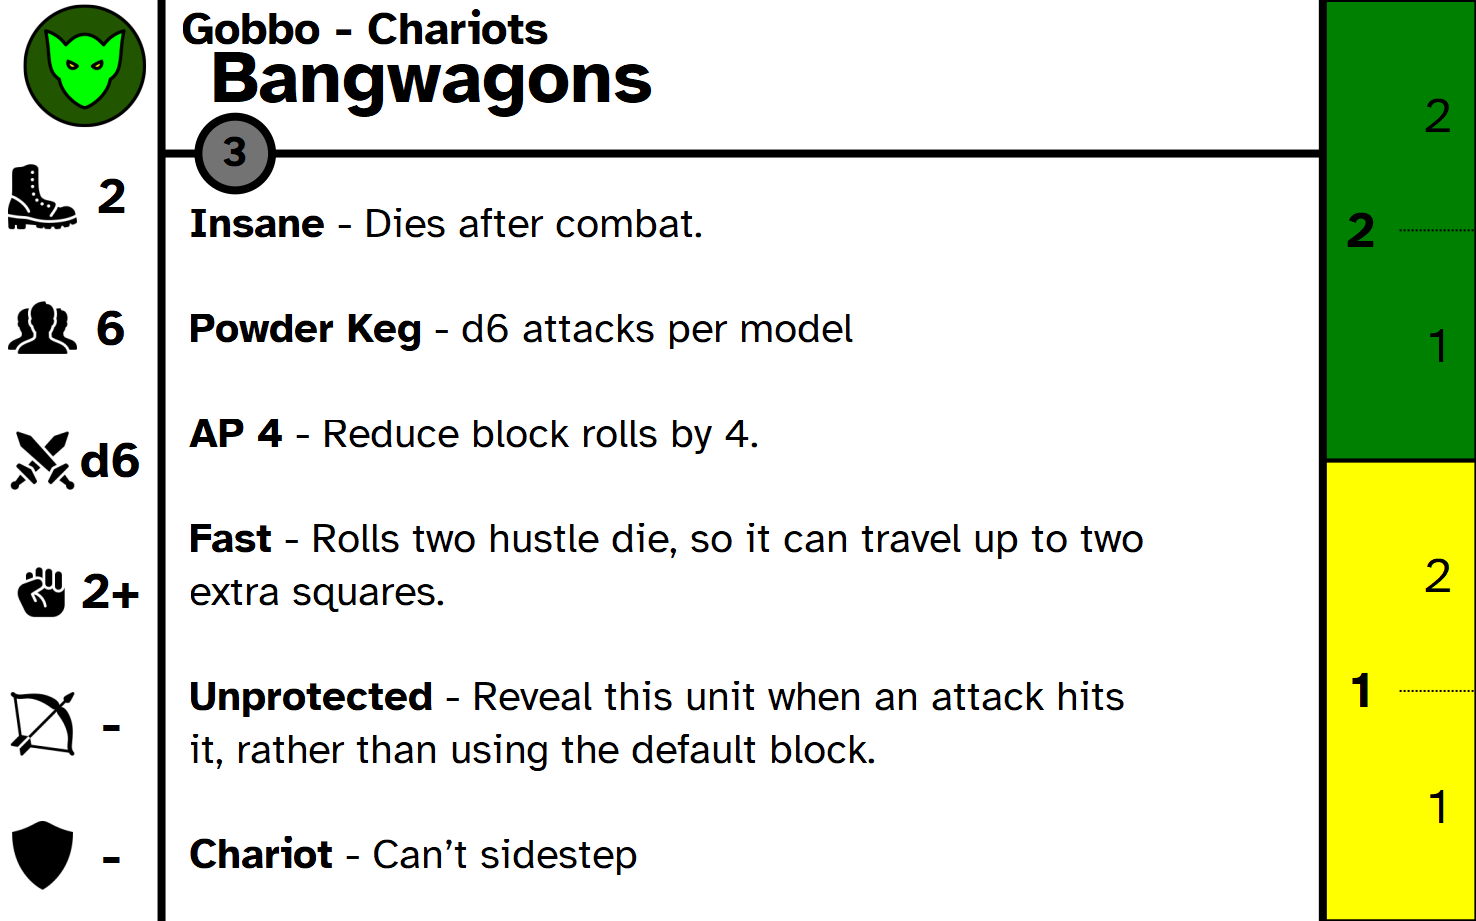 Gobbo - Chariots
Bangwagons
3
2
6
d6
2+
-
-
Insane - Dies after combat.
Powder Keg - d6 attacks per model
AP 4 - Reduce block rolls by 4.
Fast - Rolls two hustle die, so it can travel up to two
extra squares.
Unprotected - Reveal this unit when an attack hits
it, rather than using the default block.
Chariot - Can’t sidestep
2
2
1
2
1
1